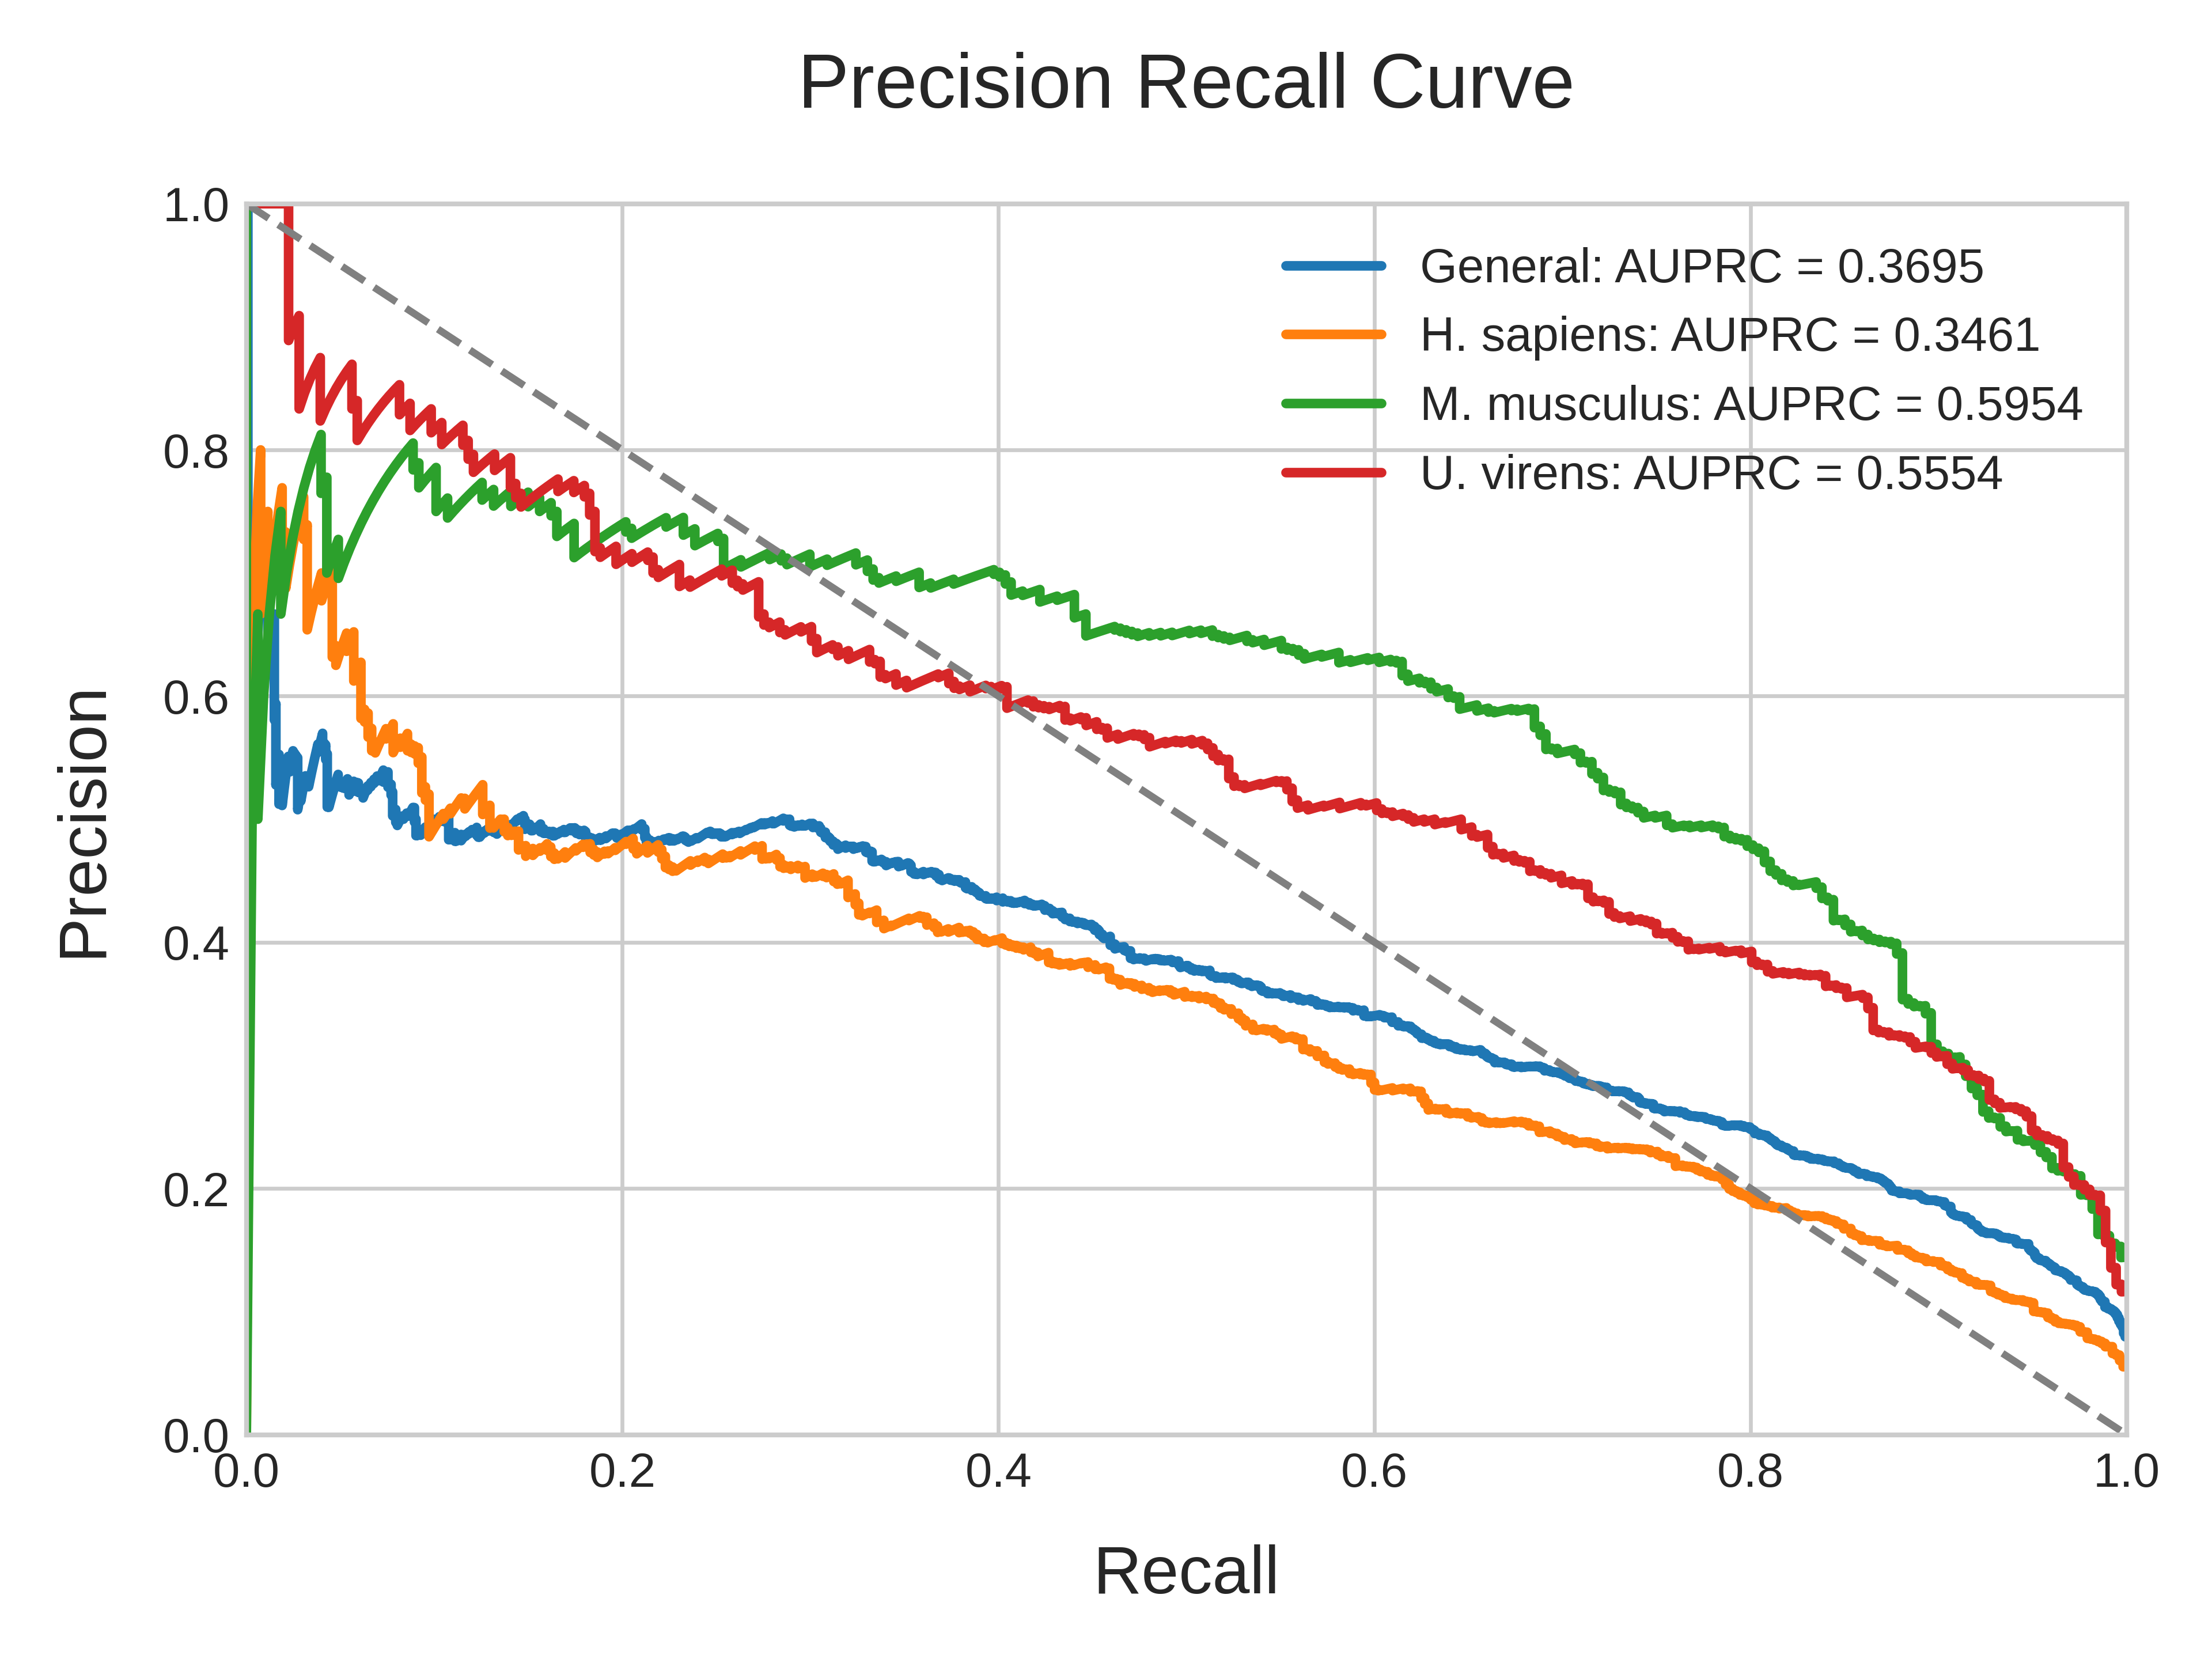 Precision Recall Curve
1.0
0.8
0.6
0.4
0.2
0.0
Precision
General: AUPRC = 0.3695
H. sapiens: AUPRC = 0.3461
M. musculus: AUPRC = 0.5954
U. virens: AUPRC = 0.5554
0.0 0.2 0.4 0.6 0.8 1.0
Recall